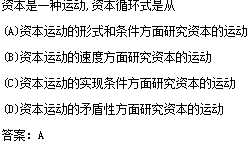 资本是一种运动,资本循环式是从
(A)资本运动的形式和条件方面研究资本的运动
(B)资本运动的速度方面研究资本的运动
(C)资本运动的实现条件方面研究资本的运动
(D)资本运动的矛盾性方面研究资本的运动
答案：A